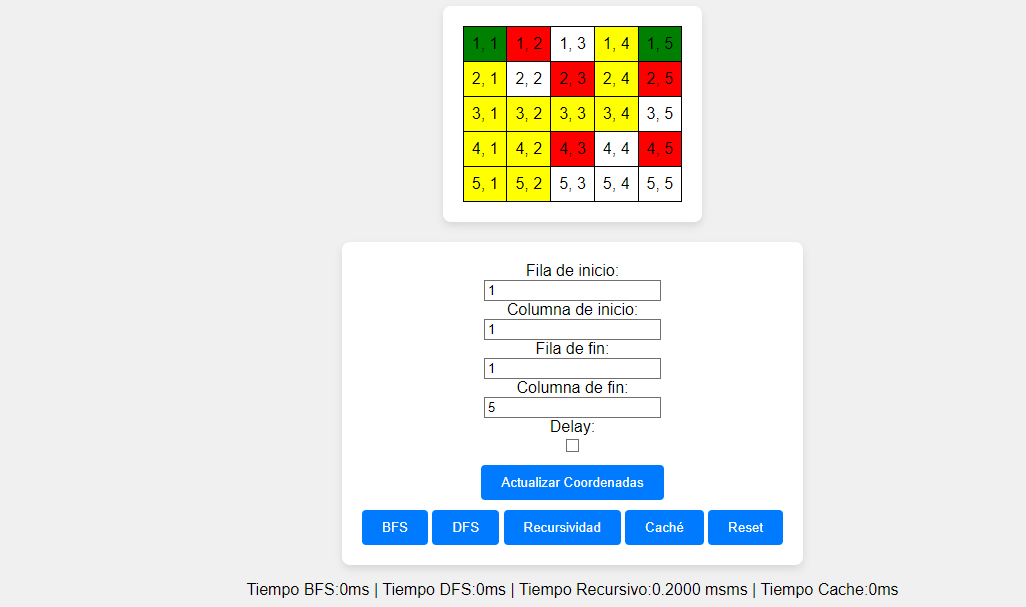 1, 1 1, 2 1, 3 1, 4 1, 5
2, 1 2, 2 2, 3 2, 4 2, 5
3, 1 3, 2 3, 3 3, 4 3, 5
4, 1 4, 2 4, 3 4, 4 4, 5
5, 1 5, 2 5, 3 5, 4 5, 5
Fila de inicio:
1
Columna de inicio:
1
Fila de fin:
1
Columna de fin:
5
Delay:
Actualizar Coordenadas
BFS DFS Recursividad Caché Reset
Tiempo BFS:0ms | Tiempo DFS:0ms | Tiempo Recursivo:0.2000 msms | Tiempo Cache:0ms